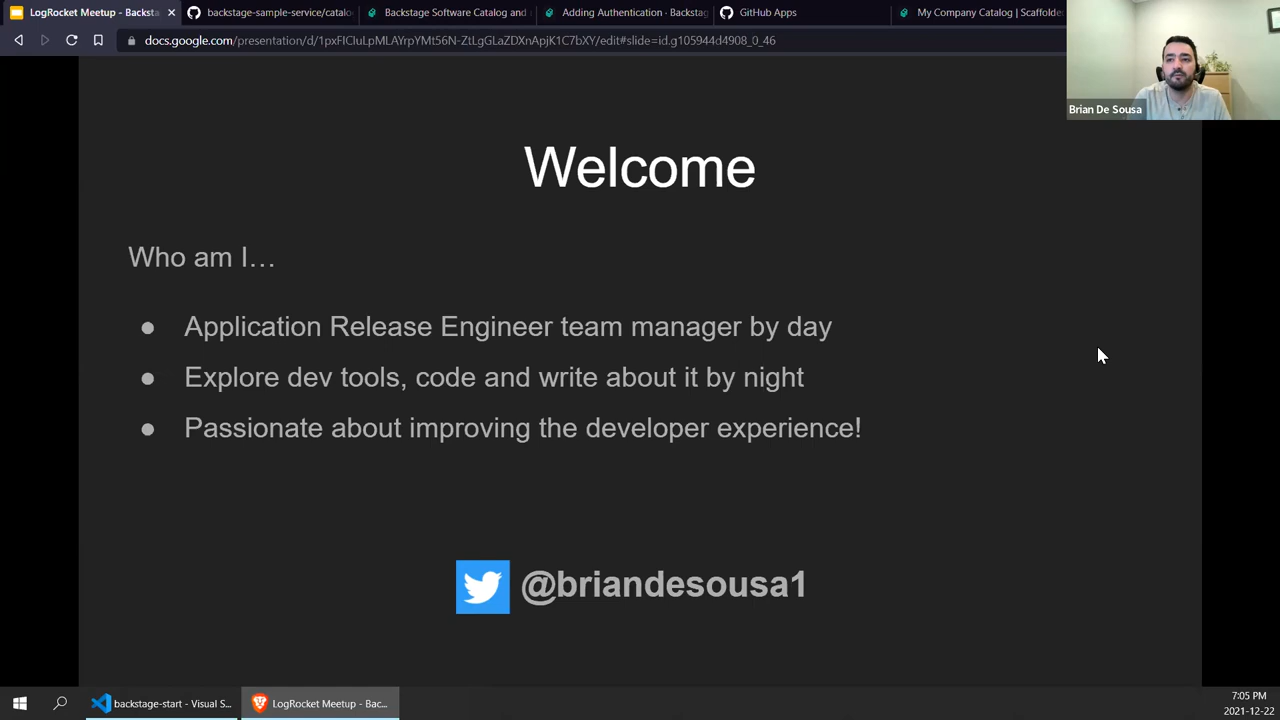 LogRocket Meetup - Backsta
backstage-sample-service/catalo
Backstage Software Catalog and
Adding Authentication · Backstag
GitHub Apps
My Company Catalog | Scaffolde
docs.google.com/presentation/d/1pxFICIuLpMLAYrpYMt56N-ZtLgGLaZDXnApjK1C7bXY/edit#slide=id.g105944d4908_0_46
Brian De Sousa
Welcome
Who am I…
● Application Release Engineer team manager by day
● Explore dev tools, code and write about it by night
● Passionate about improving the developer experience!
@briandesousa1
backstage-start - Visual S...
LogRocket Meetup - Bac...
7:05 PM
2021-12-22